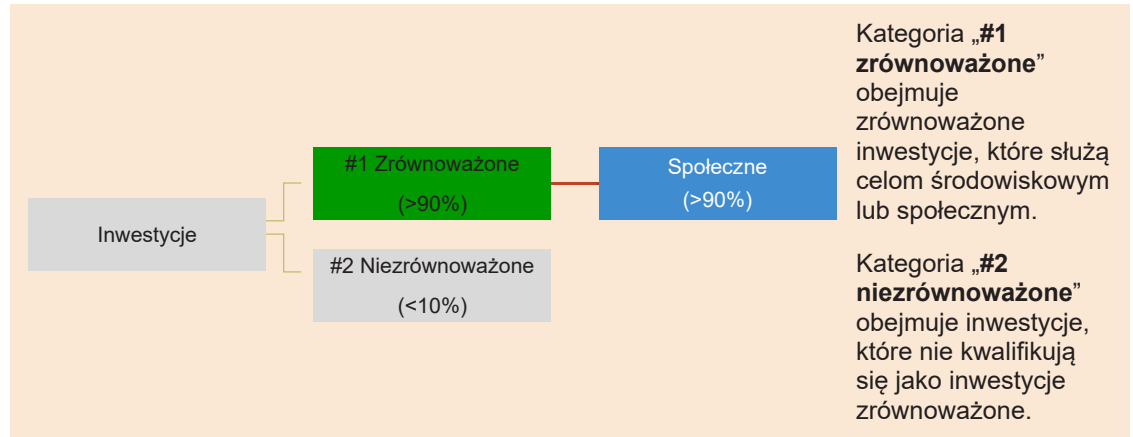 Inwestycje
#1 Zrównoważone
(>90%)
Społeczne
(>90%)
#2 Niezrównoważone
(<10%)
Kategoria „#1
zrównoważone”
obejmuje
zrównoważone
inwestycje, które służą
celom środowiskowym
lub społecznym.
Kategoria „#2
niezrównoważone”
obejmuje inwestycje,
które nie kwalifikują
się jako inwestycje
zrównoważone.